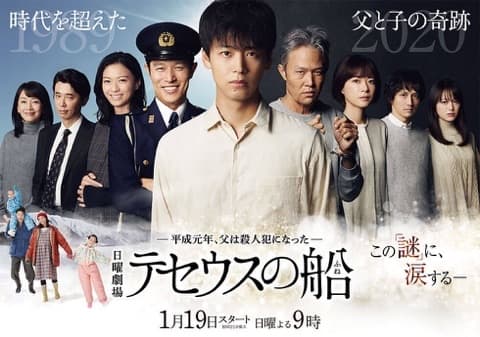 時代を超えた
父と子の奇跡
1989
2020
―平成元年、父は殺人犯になった―
日曜劇場
テセウスの船
ふね
この「謎」に、
涙する―
1月19日スタート
日曜よる9時